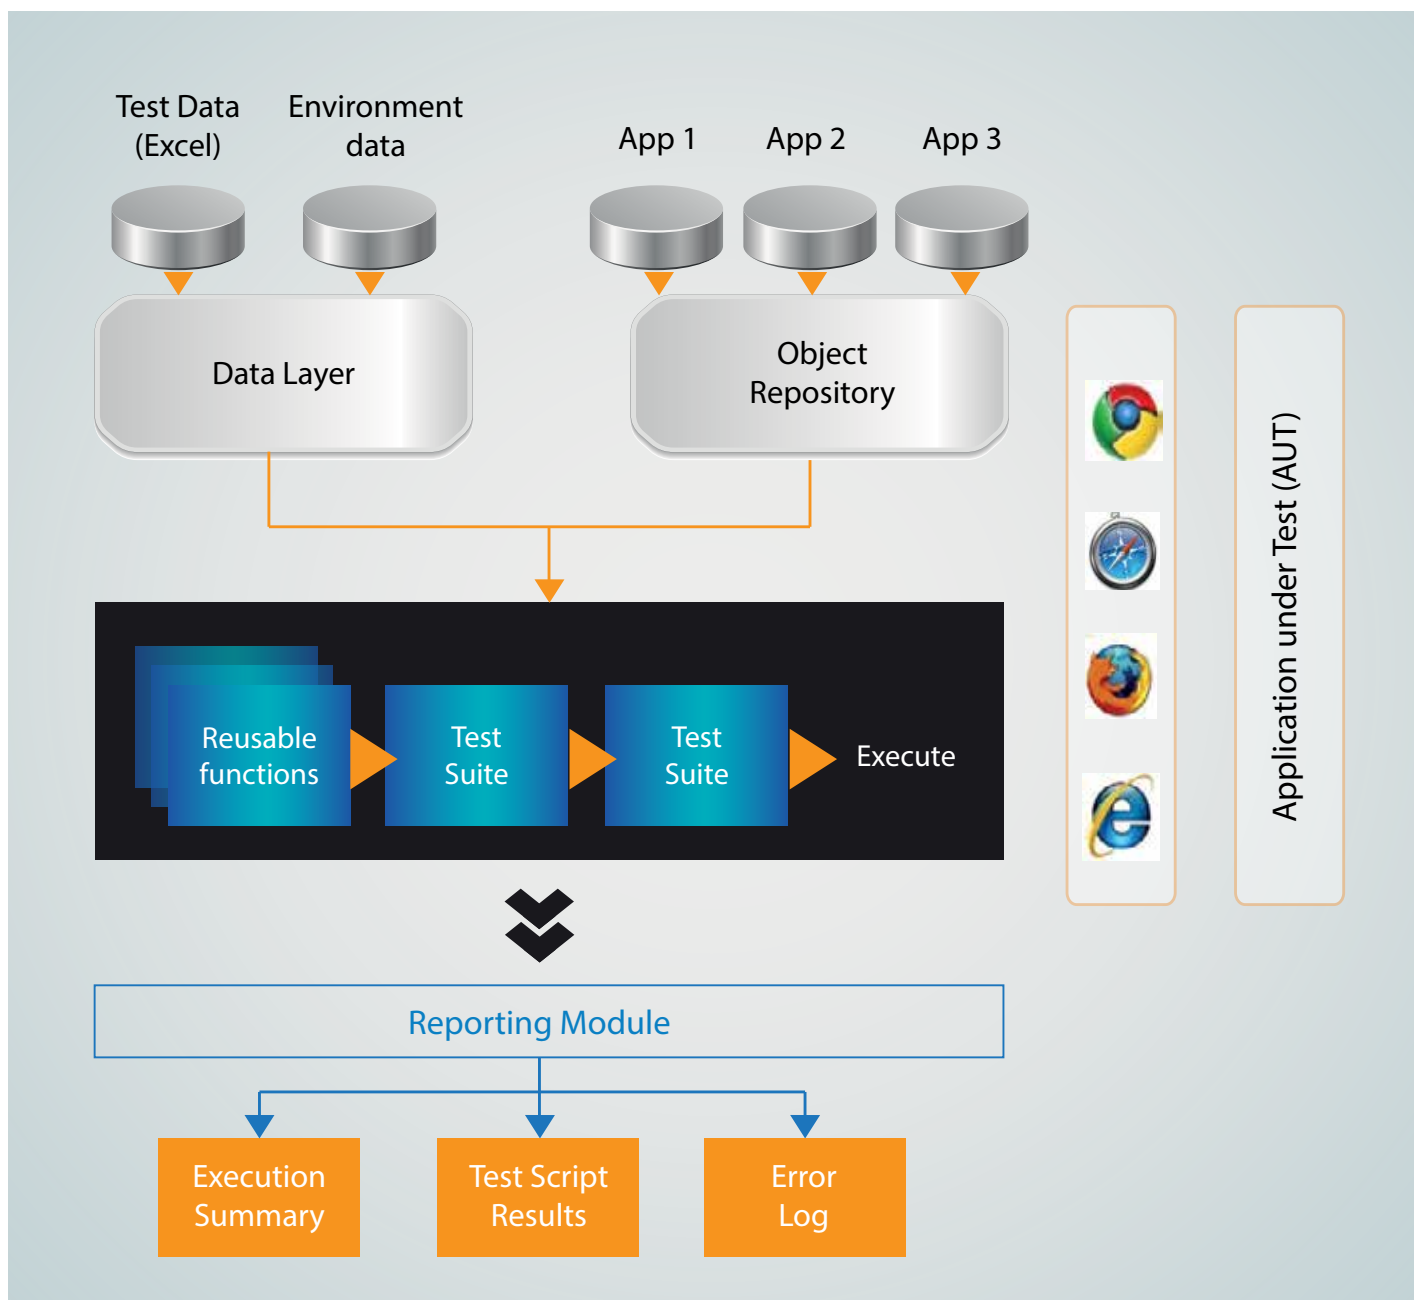 Test Data
(Excel)
Environment
data
App 1
App 2
App 3
Data Layer
Object
Repository
Application under Test (AUT)
Reusable
functions
Test
Suite
Test
Suite
Execute
Reporting Module
Execution
Summary
Test Script
Results
Error
Log